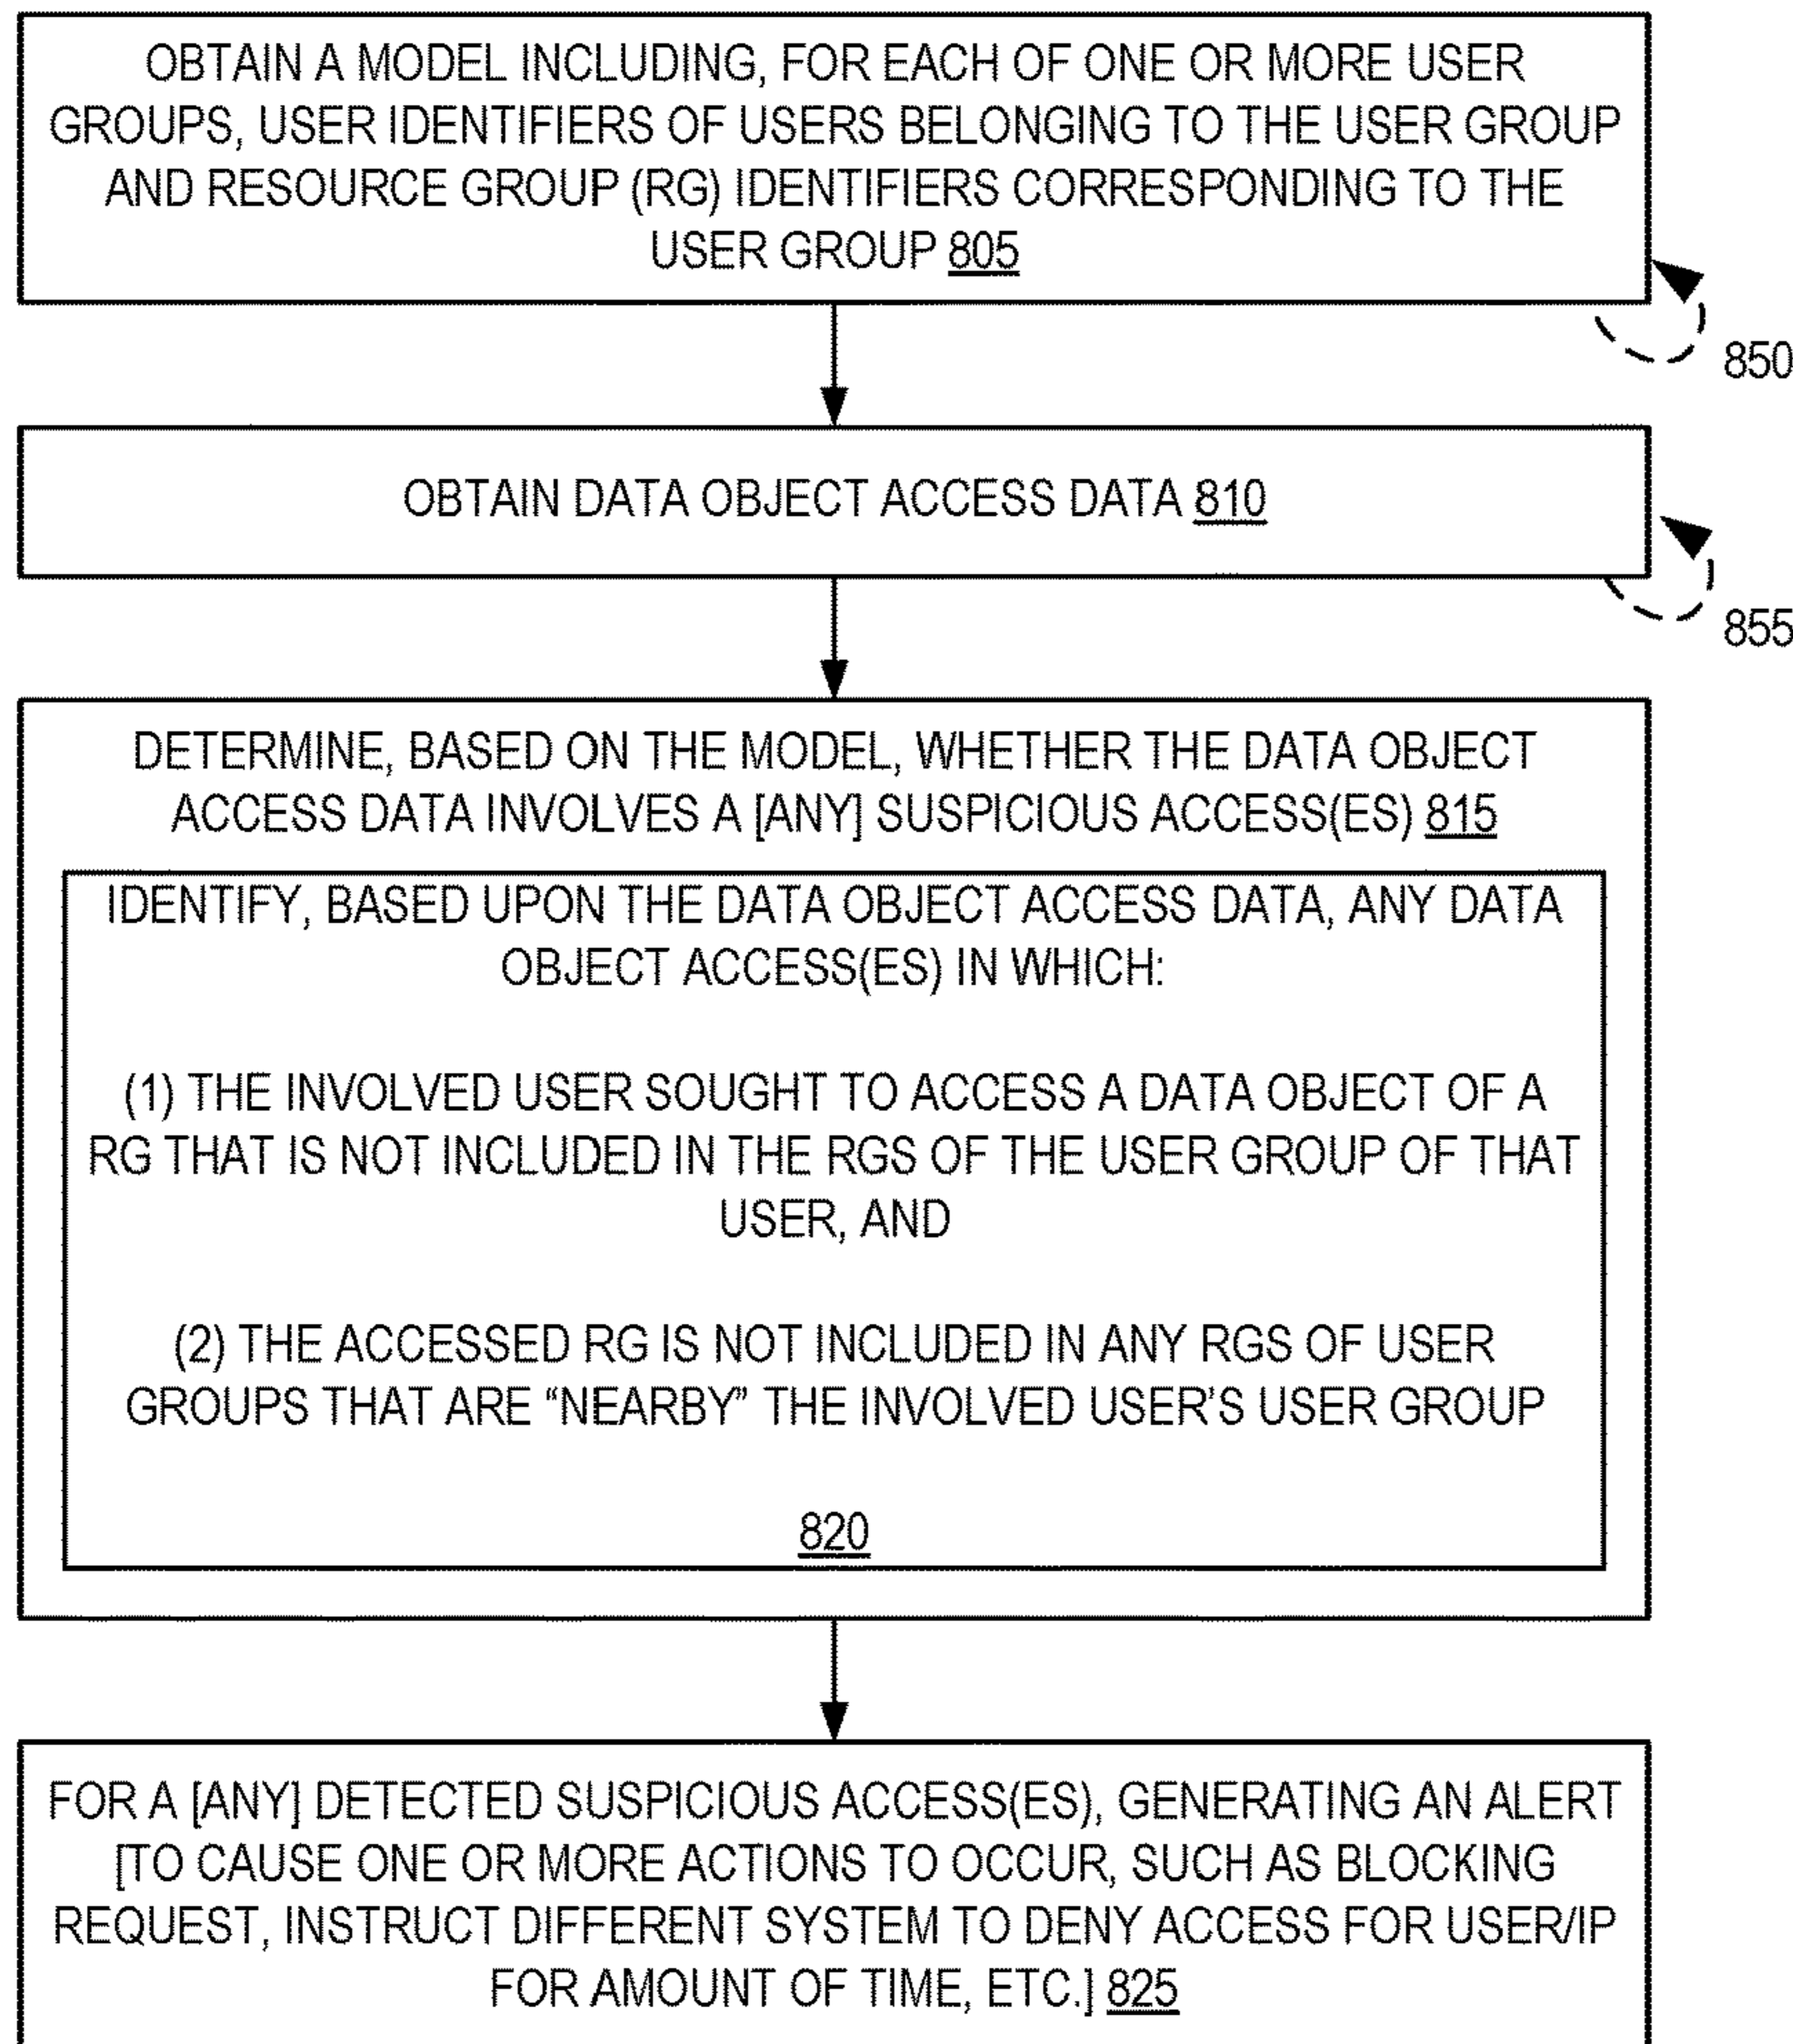 OBTAIN A MODEL INCLUDING, FOR EACH OF ONE OR MORE USER
GROUPS, USER IDENTIFIERS OF USERS BELONGING TO THE USER GROUP
AND RESOURCE GROUP (RG) IDENTIFIERS CORRESPONDING TO THE
USER GROUP 805
850
OBTAIN DATA OBJECT ACCESS DATA 810
855
DETERMINE, BASED ON THE MODEL, WHETHER THE DATA OBJECT
ACCESS DATA INVOLVES A [ANY] SUSPICIOUS ACCESS(ES) 815
IDENTIFY, BASED UPON THE DATA OBJECT ACCESS DATA, ANY DATA
OBJECT ACCESS(ES) IN WHICH:
(1) THE INVOLVED USER SOUGHT TO ACCESS A DATA OBJECT OF A
RG THAT IS NOT INCLUDED IN THE RGS OF THE USER GROUP OF THAT
USER, AND
(2) THE ACCESSED RG IS NOT INCLUDED IN ANY RGS OF USER
GROUPS THAT ARE “NEARBY” THE INVOLVED USER’S USER GROUP
820
FOR A [ANY] DETECTED SUSPICIOUS ACCESS(ES), GENERATING AN ALERT
[TO CAUSE ONE OR MORE ACTIONS TO OCCUR, SUCH AS BLOCKING
REQUEST, INSTRUCT DIFFERENT SYSTEM TO DENY ACCESS FOR USER/IP
FOR AMOUNT OF TIME, ETC.] 825